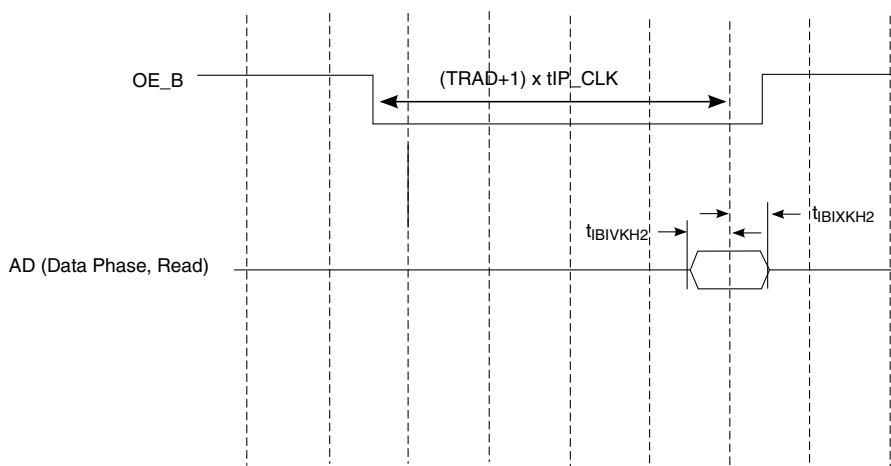 (TRAD+1) x tIP_CLK
OE_B
tIBIXKH2
tIBIVKH2
AD (Data Phase, Read)